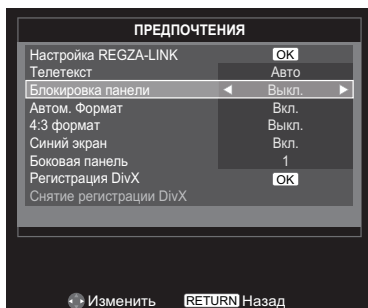 ПРЕДПОЧТЕНИЯ
Настройка REGZA-LINK OK
Телетекст Авто
Блокировка панели Выкл.
Автом. Формат Вкл.
4:3 формат Выкл.
Синий экран Вкл.
Боковая панель 1
Регистрация DivX OK
Снятие регистрации DivX
Изменить RETURN Назад